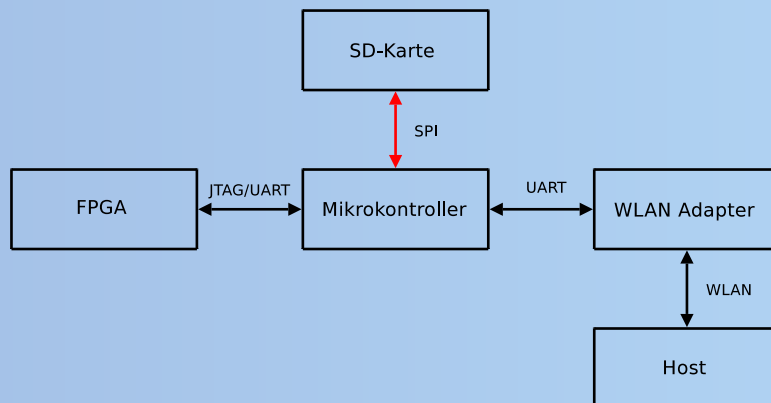 SD-Karte
SPI
FPGA
JTAG/UART
Mikrokontroller
UART
WLAN Adapter
WLAN
Host